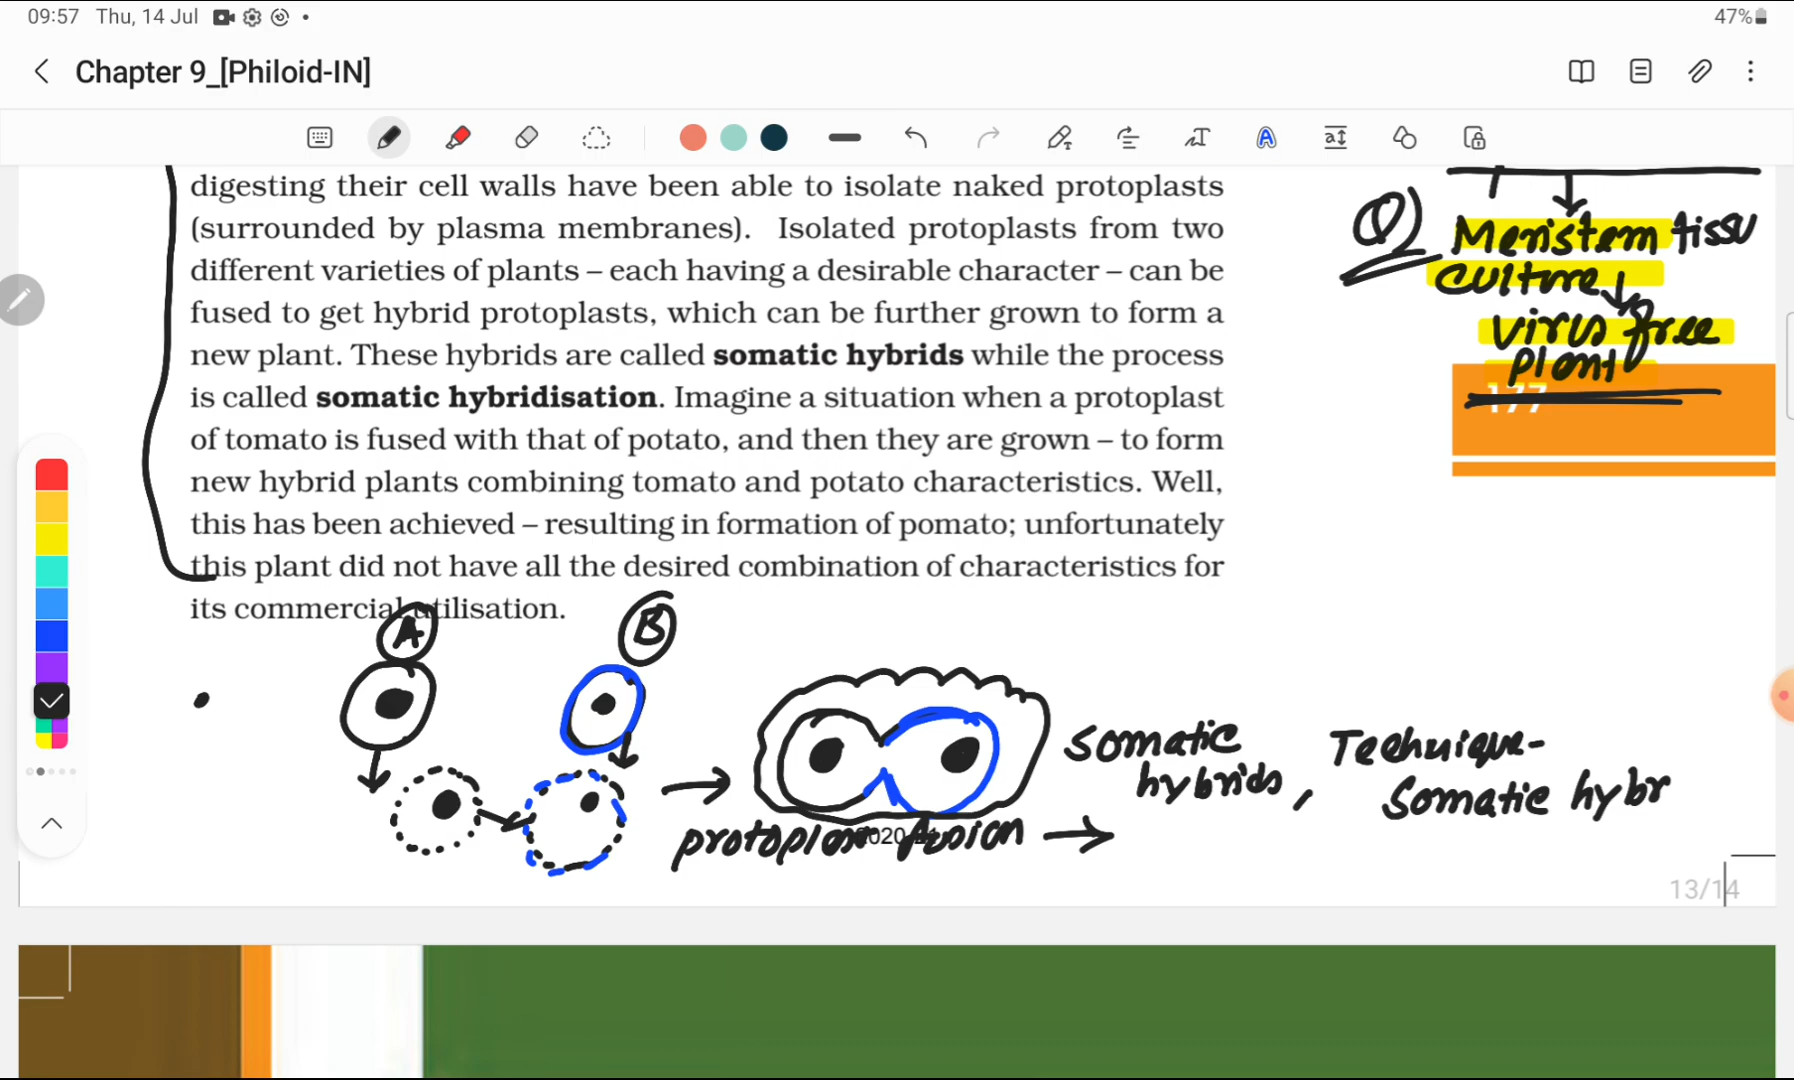 09:57 Thu, 14 Jul
47%
Chapter 9_[Philoid-IN]
digesting their cell walls have been able to isolate naked protoplasts
(surrounded by plasma membranes). Isolated protoplasts from two
different varieties of plants – each having a desirable character – can be
fused to get hybrid protoplasts, which can be further grown to form a
new plant. These hybrids are called somatic hybrids while the process
is called somatic hybridisation. Imagine a situation when a protoplast
of tomato is fused with that of potato, and then they are grown – to form
new hybrid plants combining tomato and potato characteristics. Well,
this has been achieved – resulting in formation of pomato; unfortunately
this plant did not have all the desired combination of characteristics for
its commercial utilisation.
Q
Meristem tissu
culture
virus free
plant
177
A
B
somatic
hybrids,
Technique-
Somatic hybr
protoplast fusion
13/14